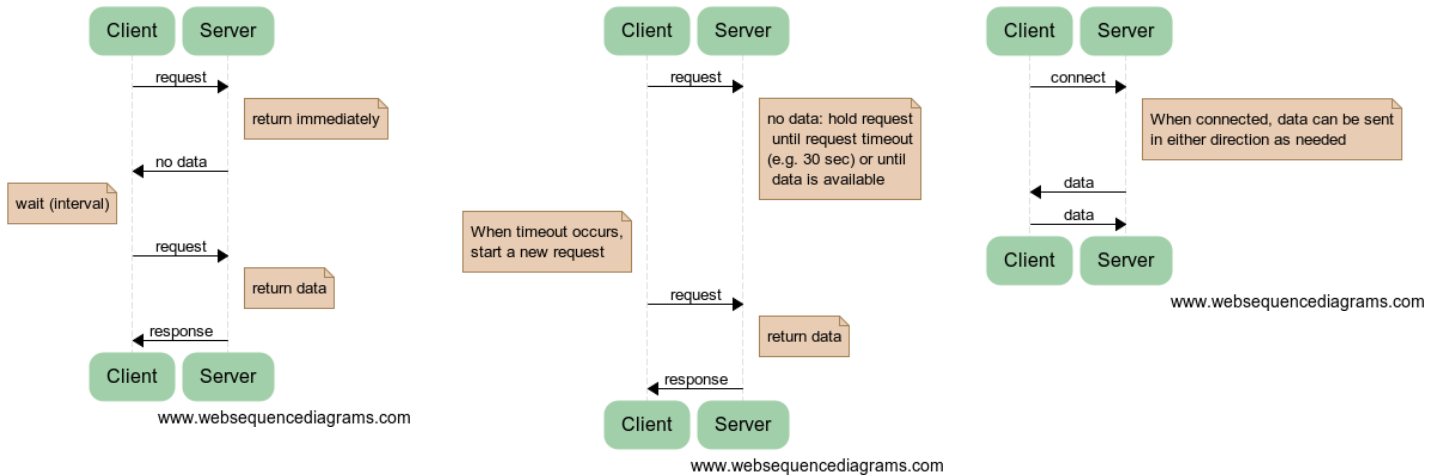 Client
Server
request
return immediately
no data
wait (interval)
request
return data
response
Client
Server
www.websequencediagrams.com
Client
Server
request
no data: hold request
until request timeout
(e.g. 30 sec) or until
data is available
When timeout occurs,
start a new request
request
return data
response
Client
Server
www.websequencediagrams.com
Client
Server
connect
When connected, data can be sent
in either direction as needed
data
data
Client
Server
www.websequencediagrams.com